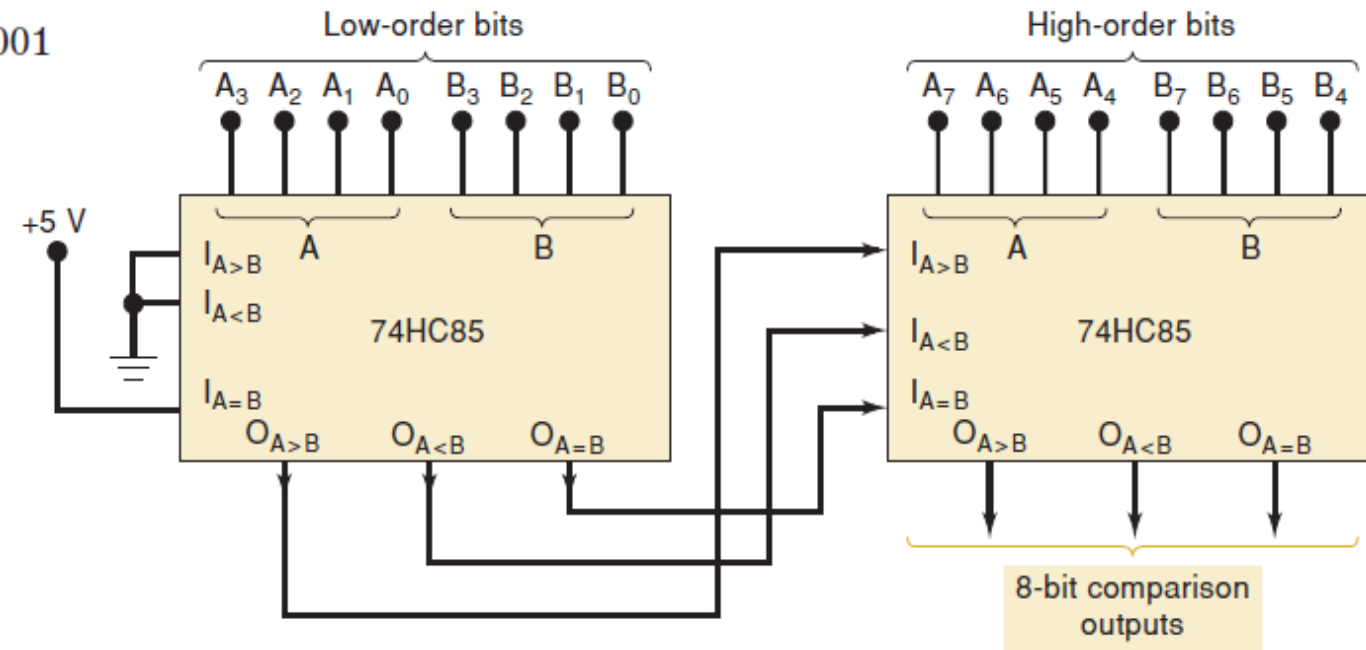 001
Low-order bits
High-order bits
A3 A2 A1 A0 B3 B2 B1 B0
A7 A6 A5 A4 B7 B6 B5 B4
+5 V
A B
IA>B
IA<B
74HC85
IA=B
OA>B OA<B OA=B
A B
IA>B
IA<B
74HC85
IA=B
OA>B OA<B OA=B
8-bit comparison
outputs